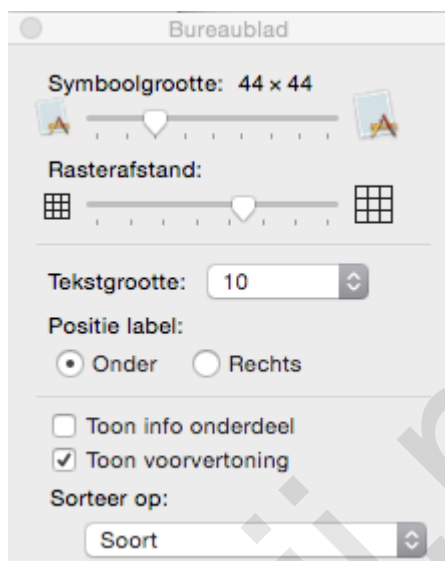 Bureaublad
Symboolgrootte: 44 × 44
Rasterafstand:
Tekstgrootte: 10
Positie label:
Onder Rechts
Toon info onderdeel
Toon voorvertoning
Sorteer op:
Soort